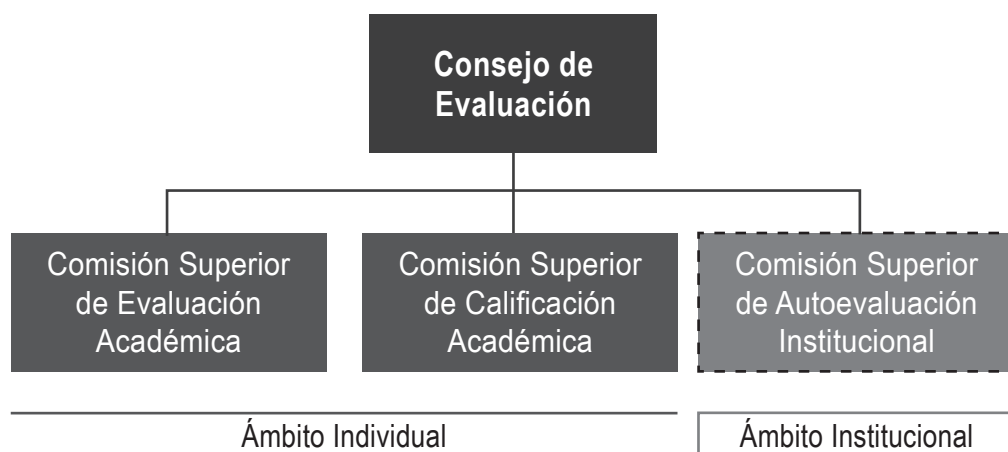 Consejo de
Evaluación
Comisión Superior
de Evaluación
Académica
Comisión Superior
de Calificación
Académica
Comisión Superior
de Autoevaluación
Institucional
Ámbito Individual
Ámbito Institucional